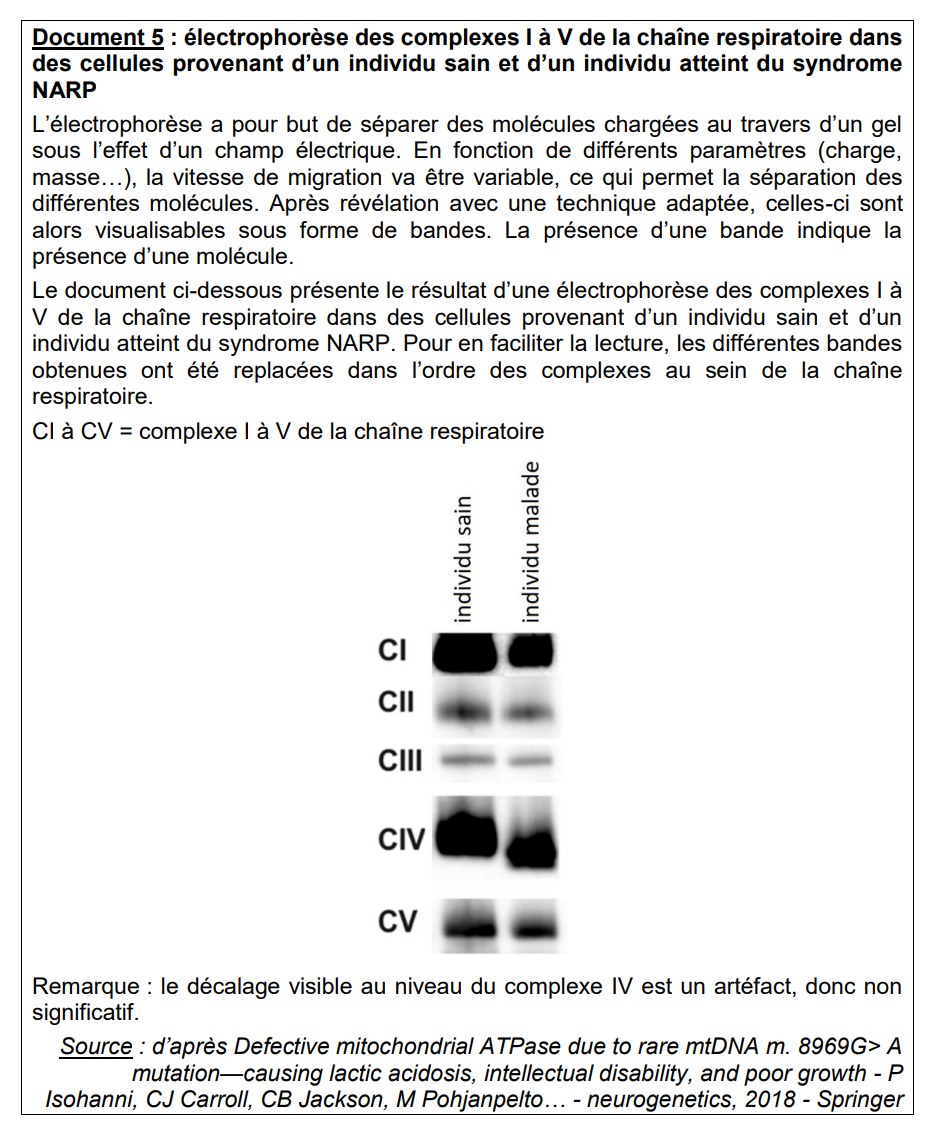 Document 5 : électrophorèse des complexes I à V de la chaîne respiratoire dans
des cellules provenant d’un individu sain et d’un individu atteint du syndrome
NARP
L’électrophorèse a pour but de séparer des molécules chargées au travers d’un gel
sous l’effet d’un champ électrique. En fonction de différents paramètres (charge,
masse…), la vitesse de migration va être variable, ce qui permet la séparation des
différentes molécules. Après révélation avec une technique adaptée, celles-ci sont
alors visualisables sous forme de bandes. La présence d’une bande indique la
présence d’une molécule.
Le document ci-dessous présente le résultat d’une électrophorèse des complexes I à
V de la chaîne respiratoire dans des cellules provenant d’un individu sain et d’un
individu atteint du syndrome NARP. Pour en faciliter la lecture, les différentes bandes
obtenues ont été replacées dans l’ordre des complexes au sein de la chaîne
respiratoire.
CI à CV = complexe I à V de la chaîne respiratoire
individu sain
individu malade
CI
CII
CIII
CIV
CV
Remarque : le décalage visible au niveau du complexe IV est un artéfact, donc non
significatif.
Source : d’après Defective mitochondrial ATPase due to rare mtDNA m. 8969G> A
mutation—causing lactic acidosis, intellectual disability, and poor growth - P
Isohanni, CJ Carroll, CB Jackson, M Pohjanpelto… - neurogenetics, 2018 - Springer